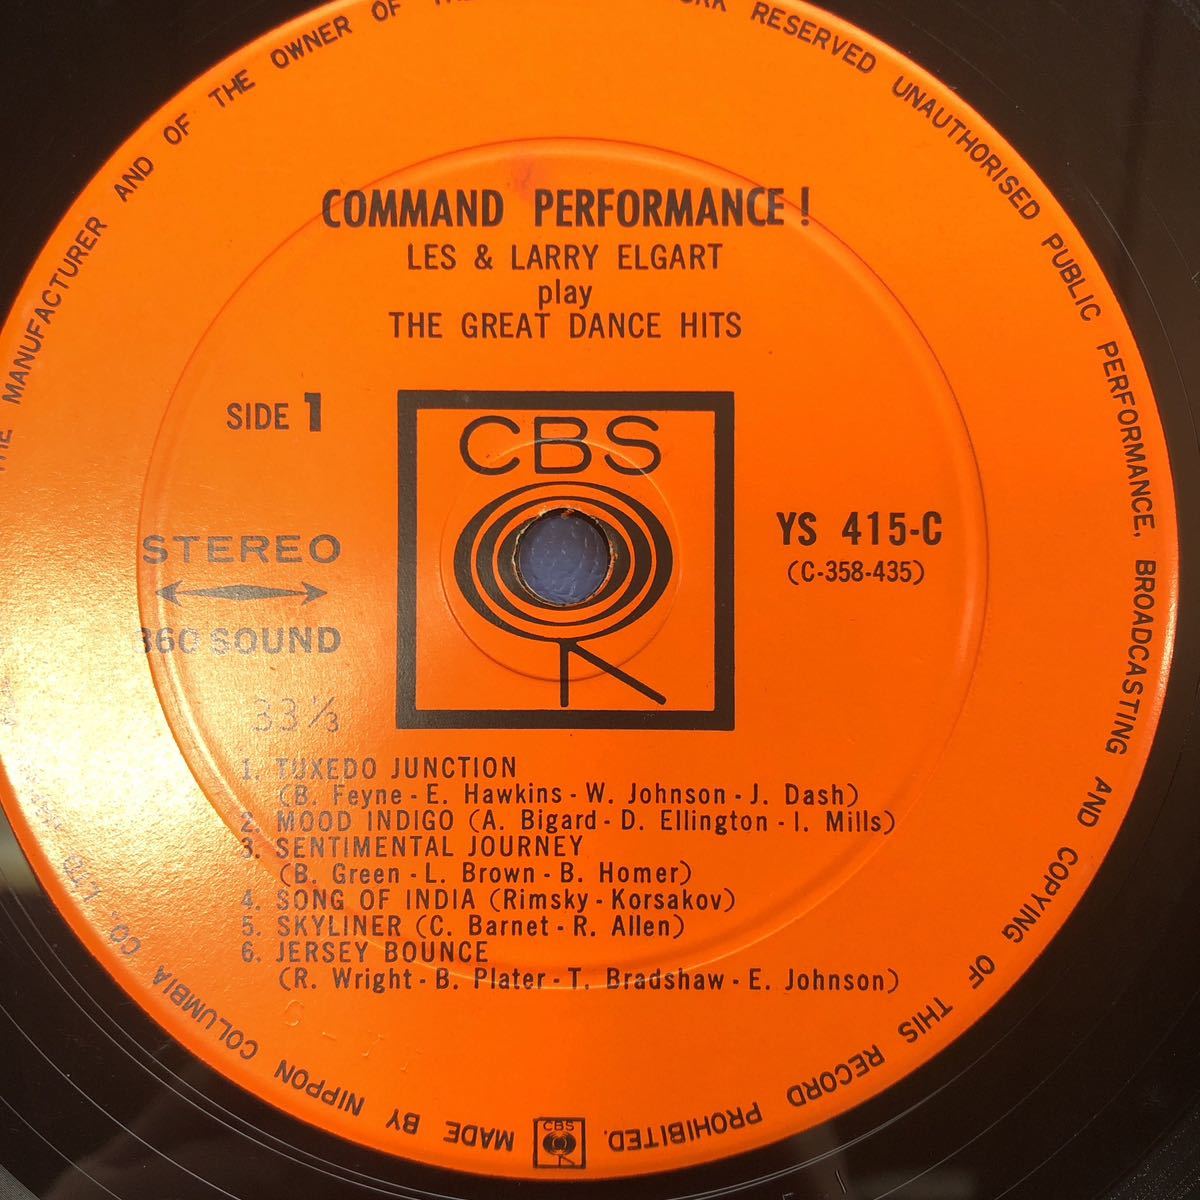 COMMAND PERFORMANCE!
LES & LARRY ELGART
play
THE GREAT DANCE HITS
SIDE 1
CBS
YS 415-C
(C-358-435)
STEREO
360 SOUND
33⅓
1. TUXEDO JUNCTION
(B. Feyne - E. Hawkins - W. Johnson - J. Dash)
2. MOOD INDIGO (A. Bigard - D. Ellington - I. Mills)
3. SENTIMENTAL JOURNEY
(B. Green - L. Brown - B. Homer)
4. SONG OF INDIA (Rimsky - Korsakov)
5. SKYLINER (C. Barnet - R. Allen)
6. JERSEY BOUNCE
(R. Wright - B. Plater - T. Bradshaw - E. Johnson)
MANUFACTURER AND OF THE OWNER OF RESERVED UNAUTHORISED PUBLIC PERFORMANCE, BROADCASTING AND COPYING OF THIS RECORD PROHIBITED.
CBS
MADE BY NIPPON COLUMBIA CO., LTD.